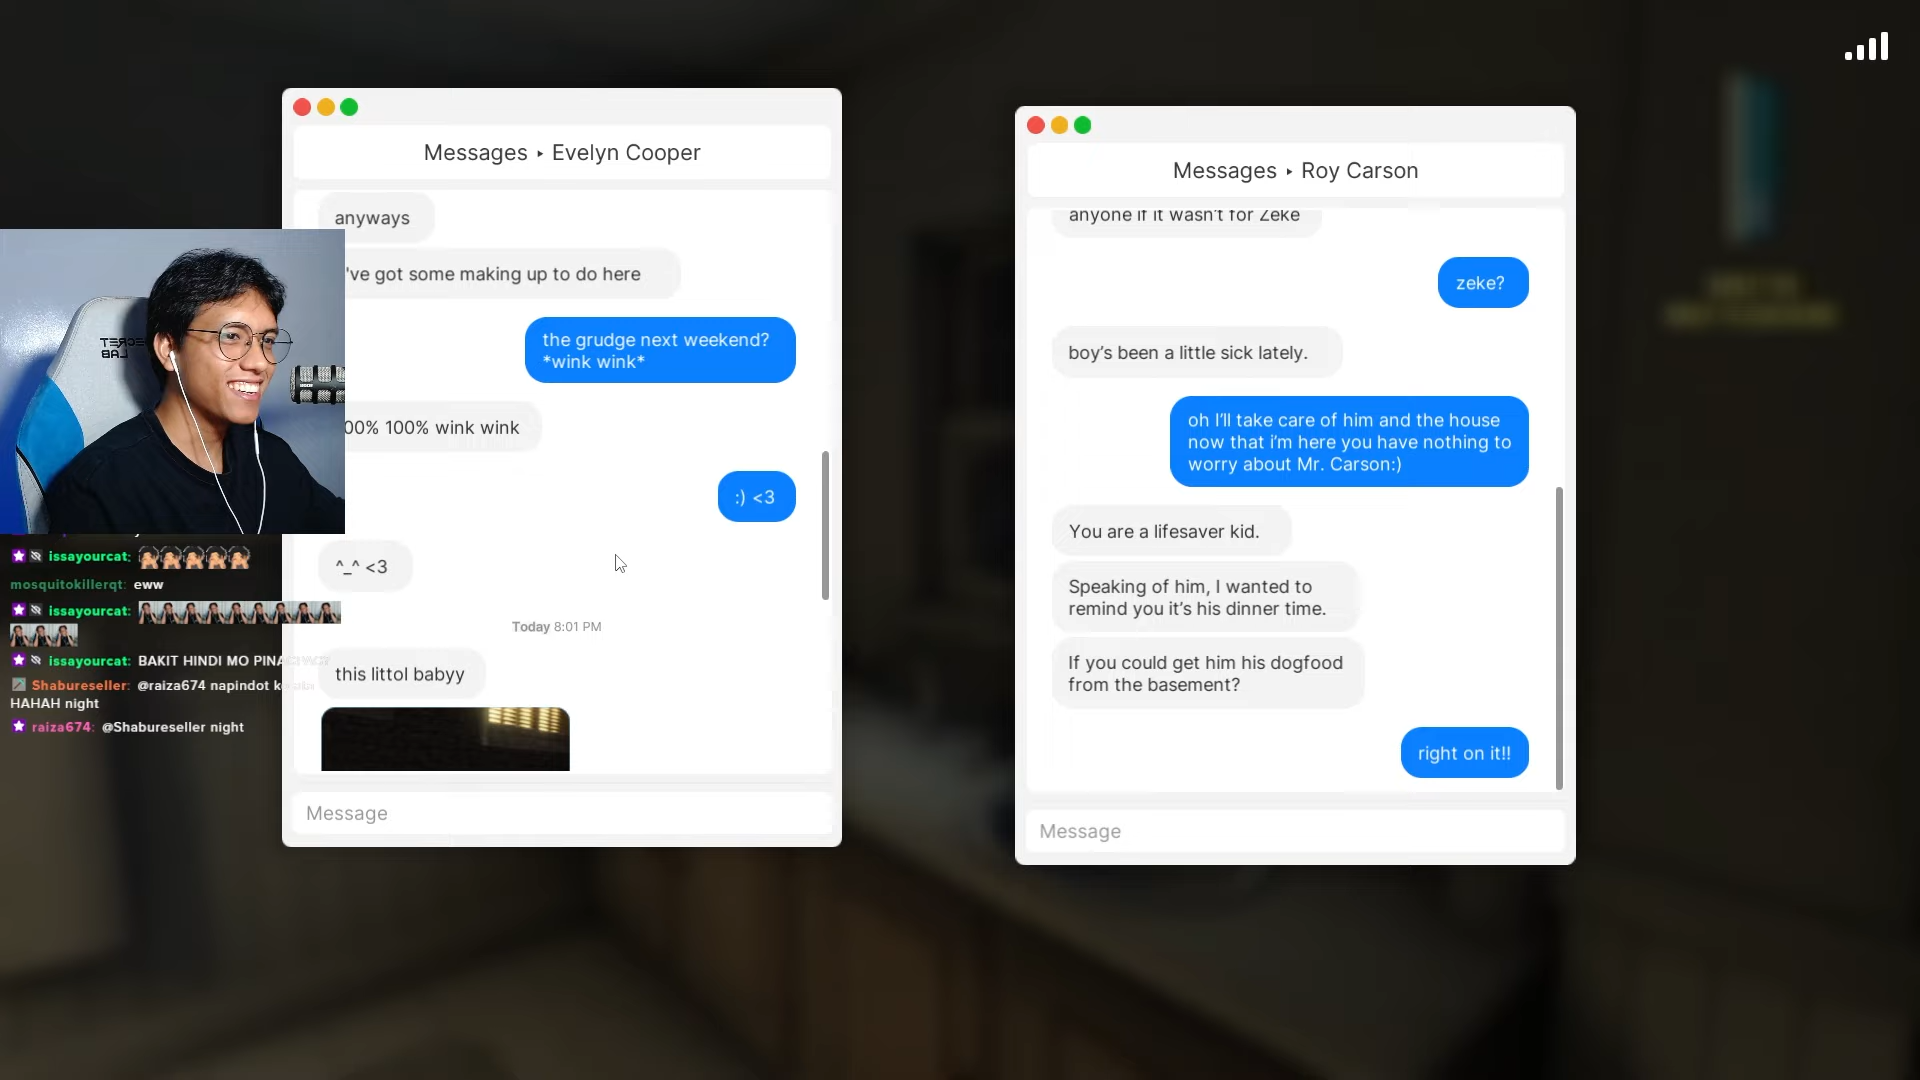 Messages ‣ Evelyn Cooper
anyways
've got some making up to do here
the grudge next weekend?
*wink wink*
00% 100% wink wink
:) <3
^_^ <3
Today 8:01 PM
this littol babyy
Message
Messages ‣ Roy Carson
anyone if it wasn't for Zeke
zeke?
boy's been a little sick lately.
oh I'll take care of him and the house
now that i'm here you have nothing to
worry about Mr. Carson:)
You are a lifesaver kid.
Speaking of him, I wanted to
remind you it's his dinner time.
If you could get him his dogfood
from the basement?
right on it!!
Message
SECRET
LAB
issayourcat:
mosquitokillerqt: eww
issayourcat:
issayourcat: BAKIT HINDI MO
Shabureseller: @raiza674 napindot
HAHAH night
raiza674: @Shabureseller night